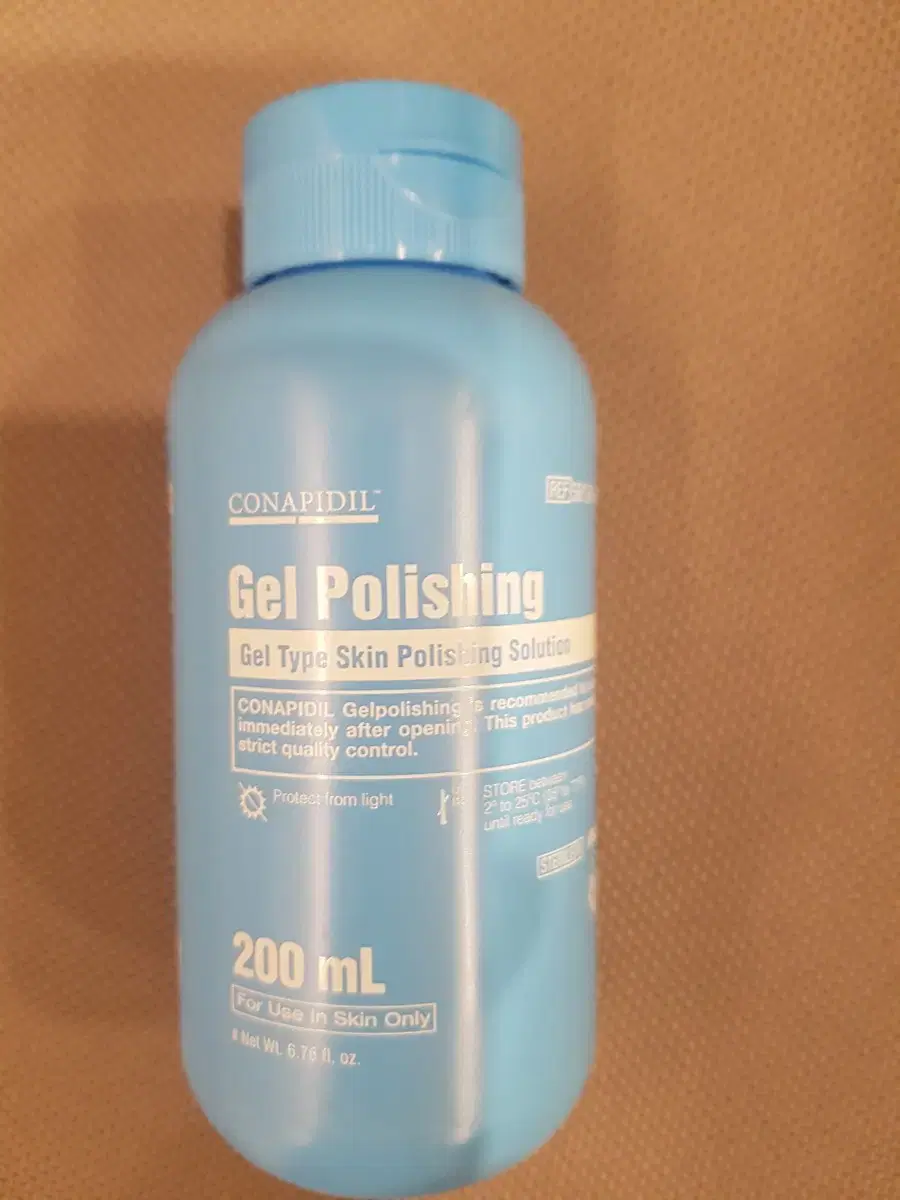 CONAPIDIL™
REF
Gel Polishing
Gel Type Skin Polishing Solution
CONAPIDIL Gelpolishing is recommended
immediately after opening. This product has
strict quality control.
Protect from light
STORE between
2° to 25°C
until ready for use
200 mL
For Use In Skin Only
Net Wt. 6.76 fl. oz.